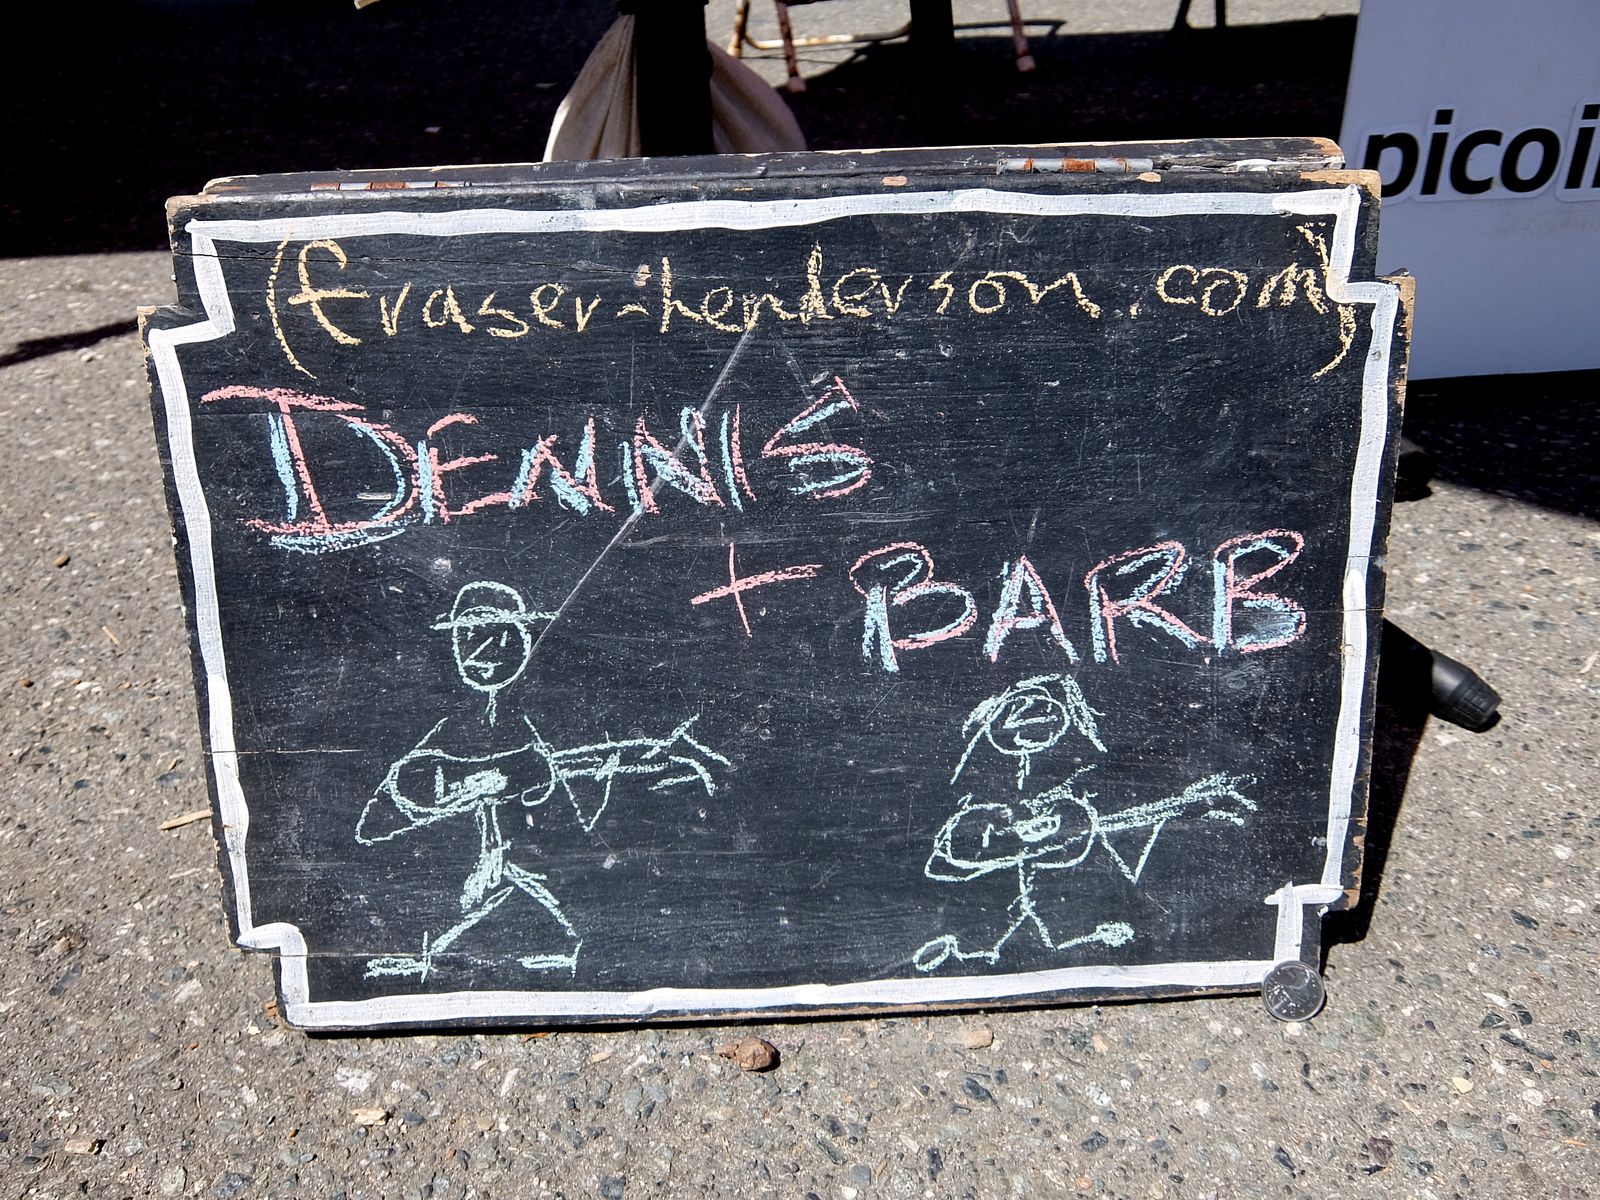 (fraser-henderson.com)
DENNIS
+ BARB
picoi